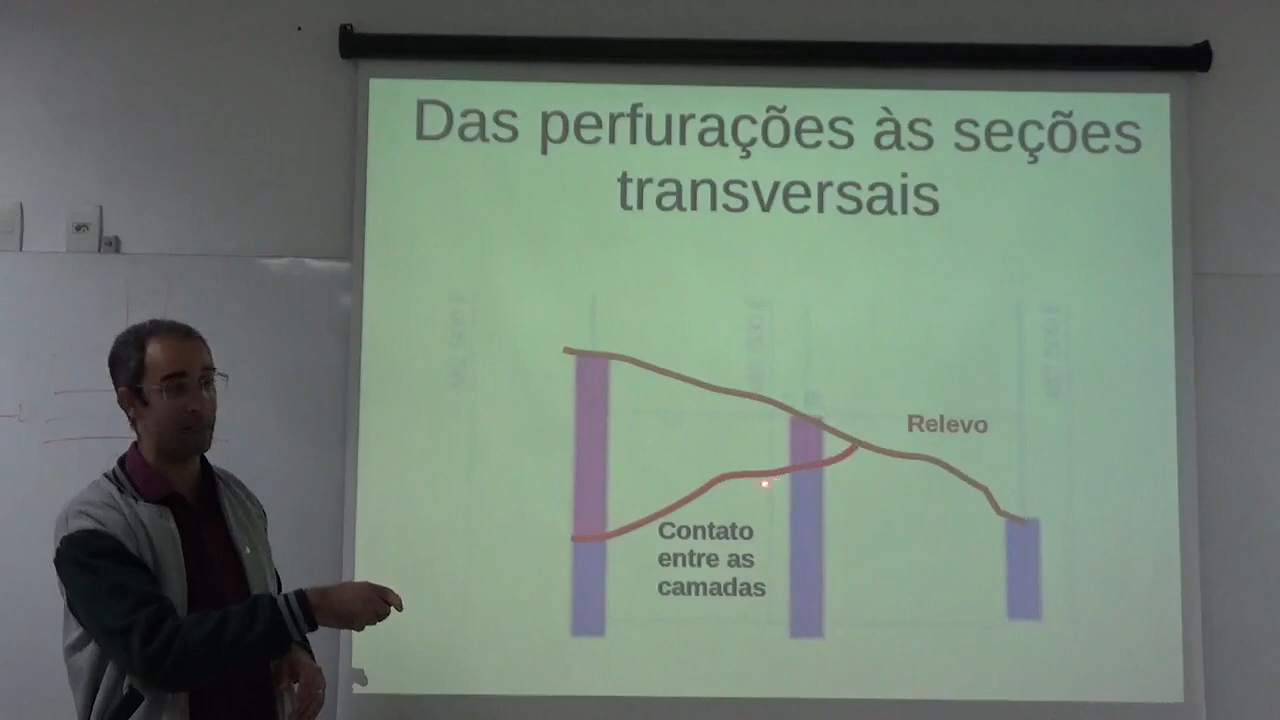 Das perfurações às seções
transversais
Relevo
Contato
entre as
camadas